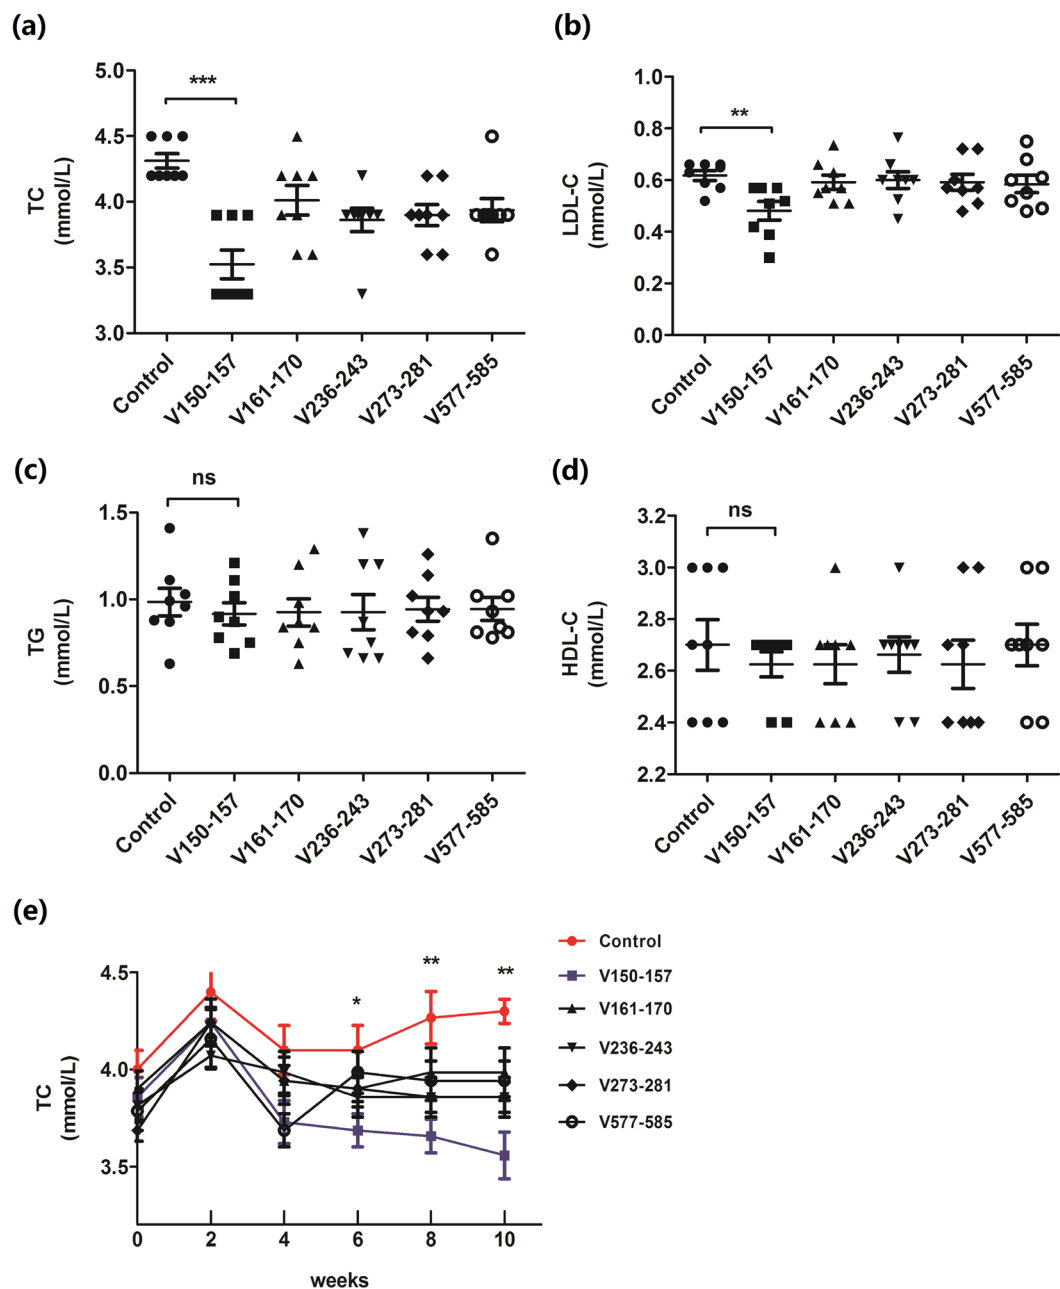 (a)
TC
(mmol/L)
5.0
4.5
4.0
3.5
3.0
***
Control
V150-157
V161-170
V236-243
V273-281
V577-585
(b)
LDL-C
(mmol/L)
1.0
0.8
0.6
0.4
0.2
0.0
**
Control
V150-157
V161-170
V236-243
V273-281
V577-585
(c)
TG
(mmol/L)
1.5
1.0
0.5
0.0
ns
Control
V150-157
V161-170
V236-243
V273-281
V577-585
(d)
HDL-C
(mmol/L)
3.2
3.0
2.8
2.6
2.4
2.2
ns
Control
V150-157
V161-170
V236-243
V273-281
V577-585
(e)
TC
(mmol/L)
4.5
4.0
3.5
*
**
**
0 2 4 6 8 10
weeks
Control
V150-157
V161-170
V236-243
V273-281
V577-585